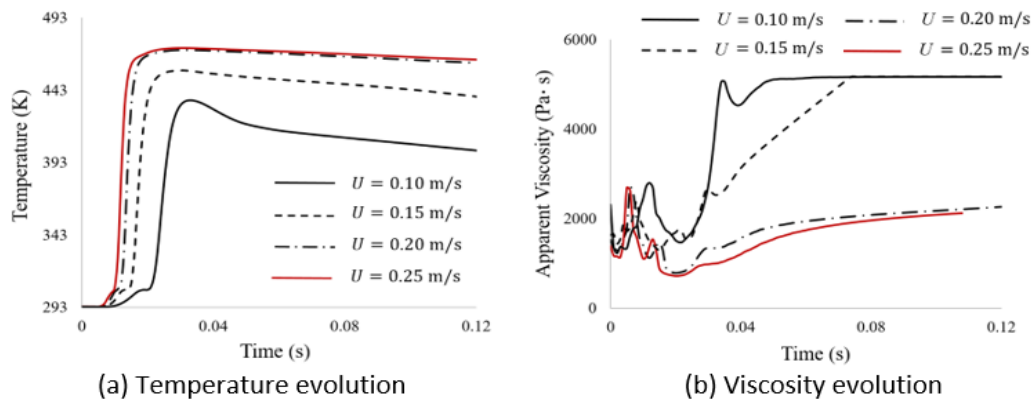 493
443
393
343
293
Temperature (K)
0
0.04
0.08
0.12
Time (s)
U = 0.10 m/s
U = 0.15 m/s
U = 0.20 m/s
U = 0.25 m/s
(a) Temperature evolution
U = 0.10 m/s
U = 0.20 m/s
U = 0.15 m/s
U = 0.25 m/s
6000
4000
2000
0
Apparent Viscosity (Pa· s)
0
0.04
0.08
0.12
Time (s)
(b) Viscosity evolution